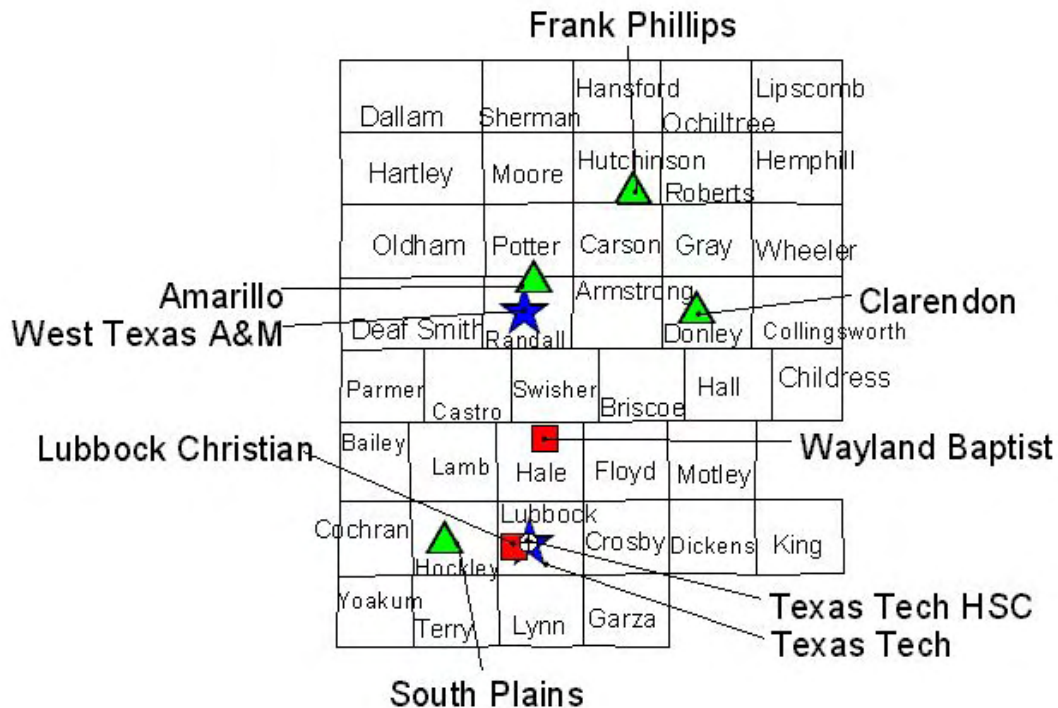 Frank Phillips
Hansford
Lipscomb
Dallam
Sherman
Ochiltree
Hutchinson
Hemphill
Hartley
Moore
Roberts
Oldham
Potter
Carson
Gray
Wheeler
Amarillo
Armstrong
Clarendon
West Texas A&M
Deaf Smith
Randall
Donley
Collingsworth
Parmer
Castro
Swisher
Briscoe
Hall
Childress
Lubbock Christian
Bailey
Lamb
Hale
Floyd
Motley
Wayland Baptist
Cochran
Hockley
Lubbock
Crosby
Dickens
King
Yoakum
Terry
Lynn
Garza
Texas Tech HSC
Texas Tech
South Plains